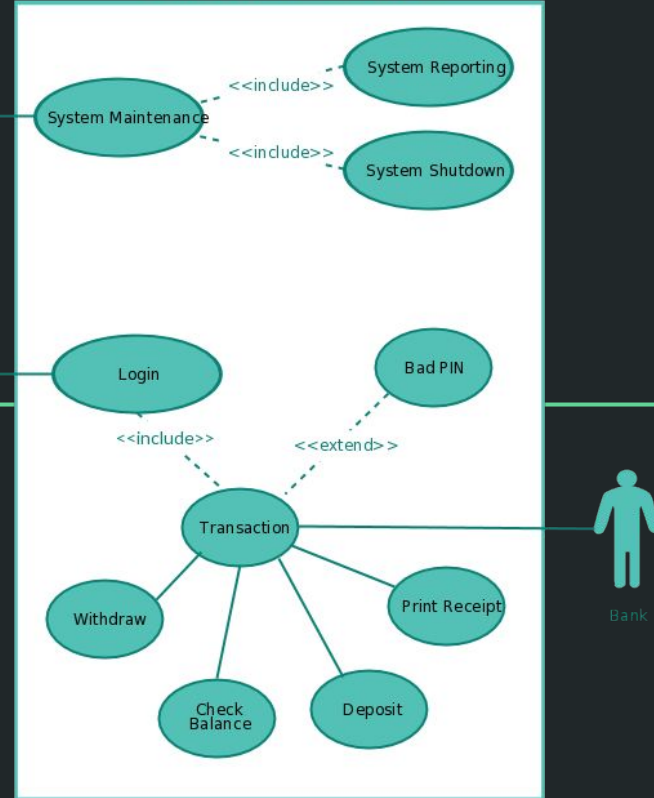 System Reporting
<<include>>
System Maintenance
<<include>>
System Shutdown
Login
Bad PIN
<<include>>
<<extend>>
Transaction
Print Receipt
Withdraw
Bank
Check
Balance
Deposit